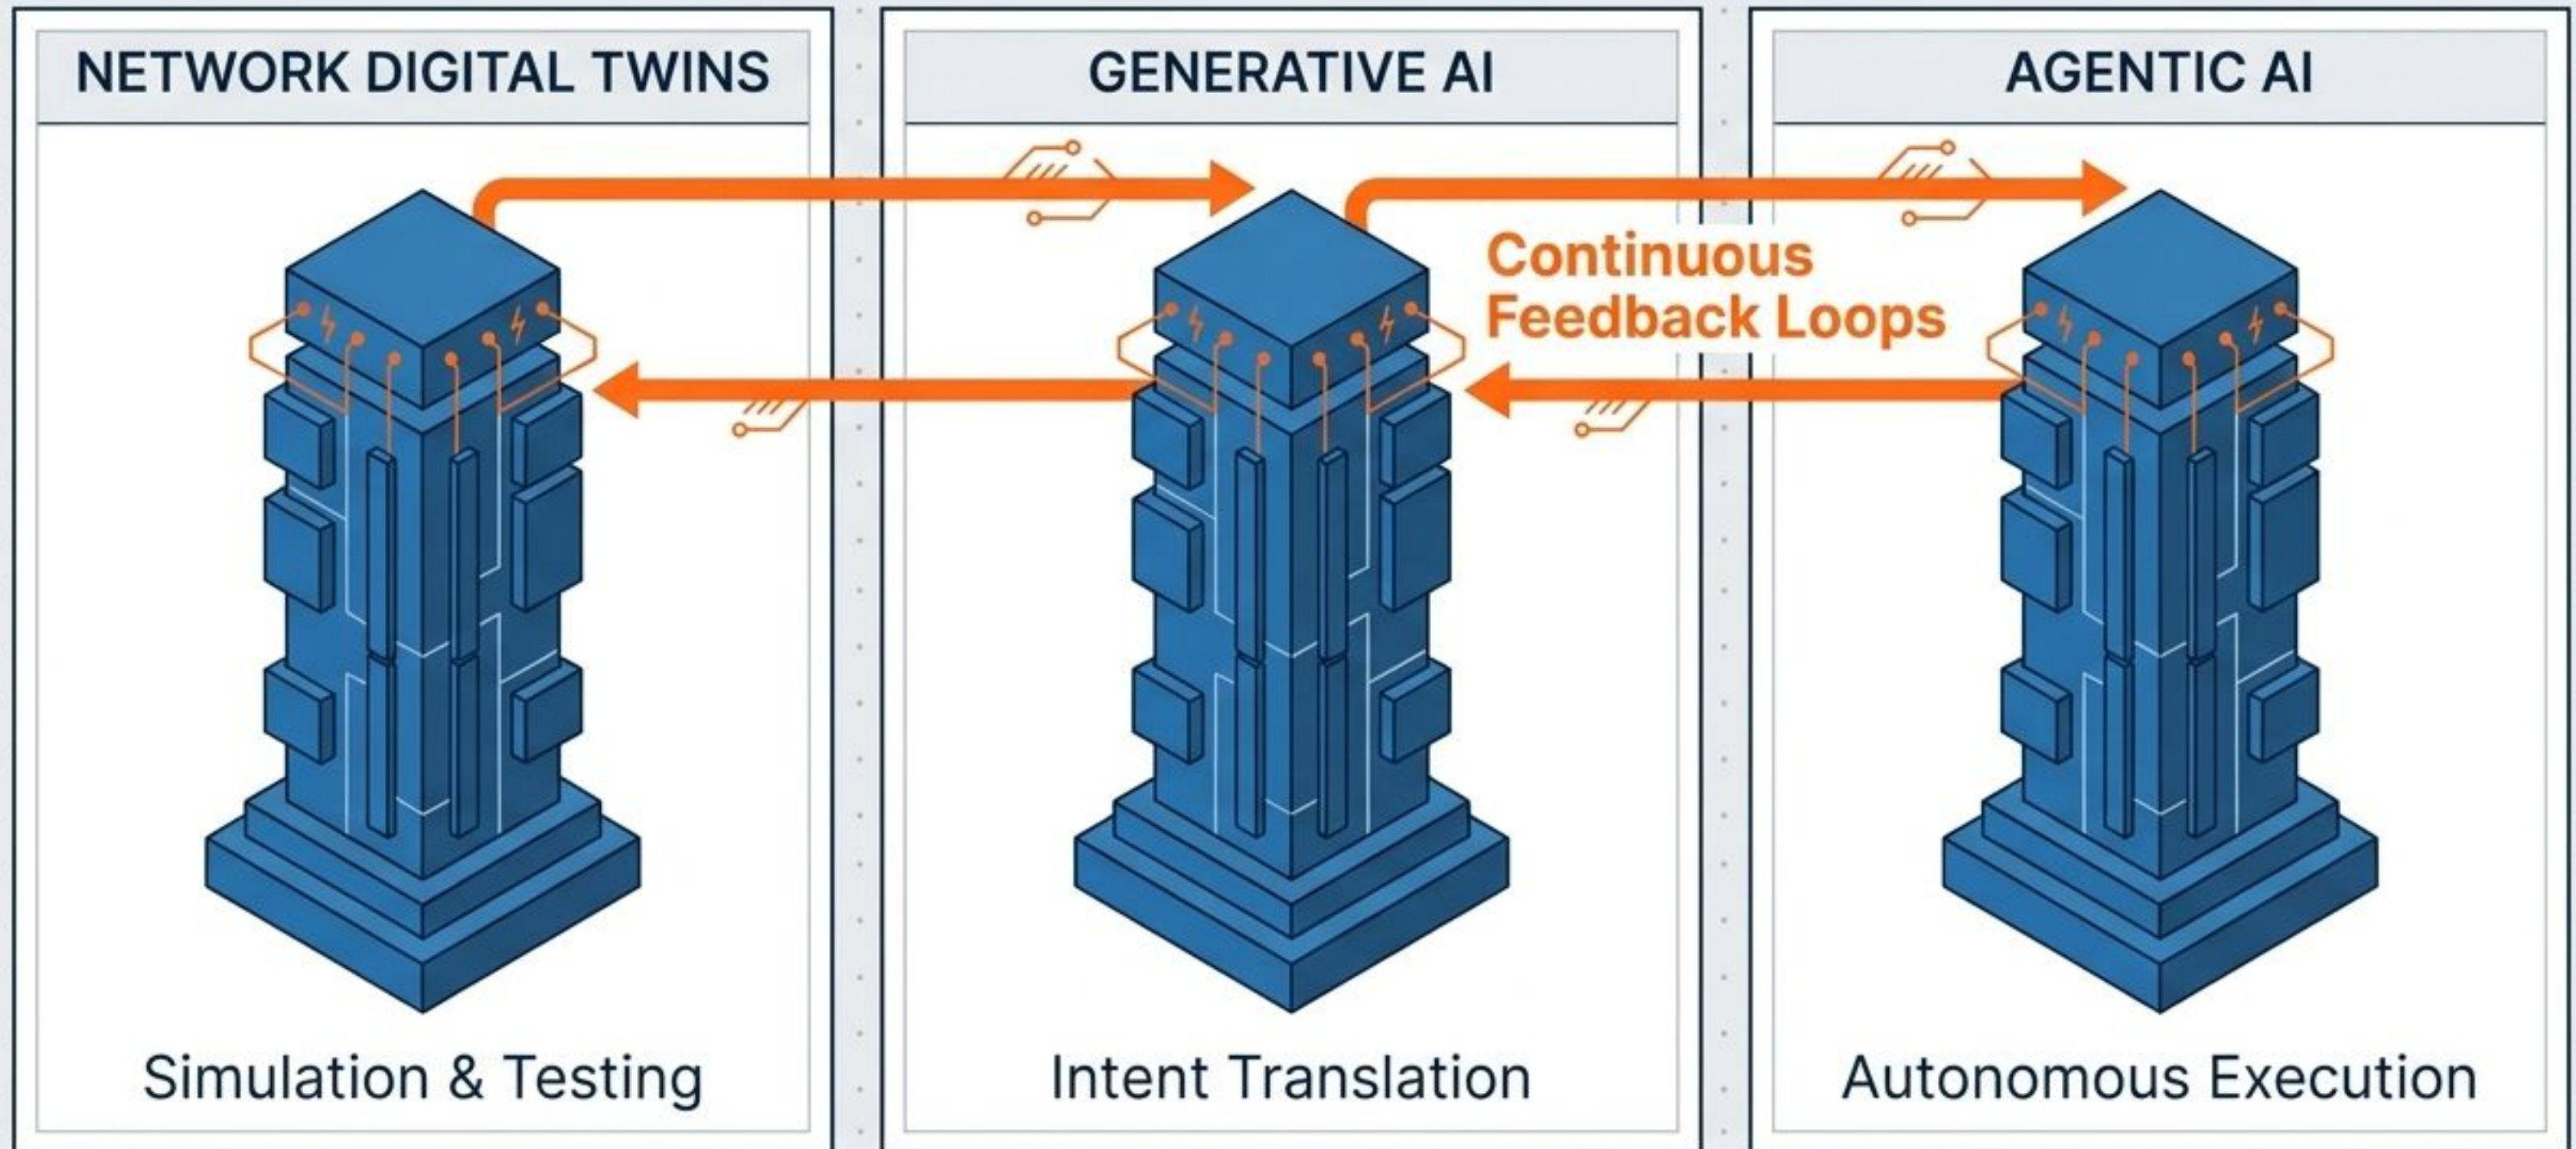 NETWORK DIGITAL TWINS
GENERATIVE AI
AGENTIC AI
Continuous
Feedback Loops
Simulation & Testing
Intent Translation
Autonomous Execution